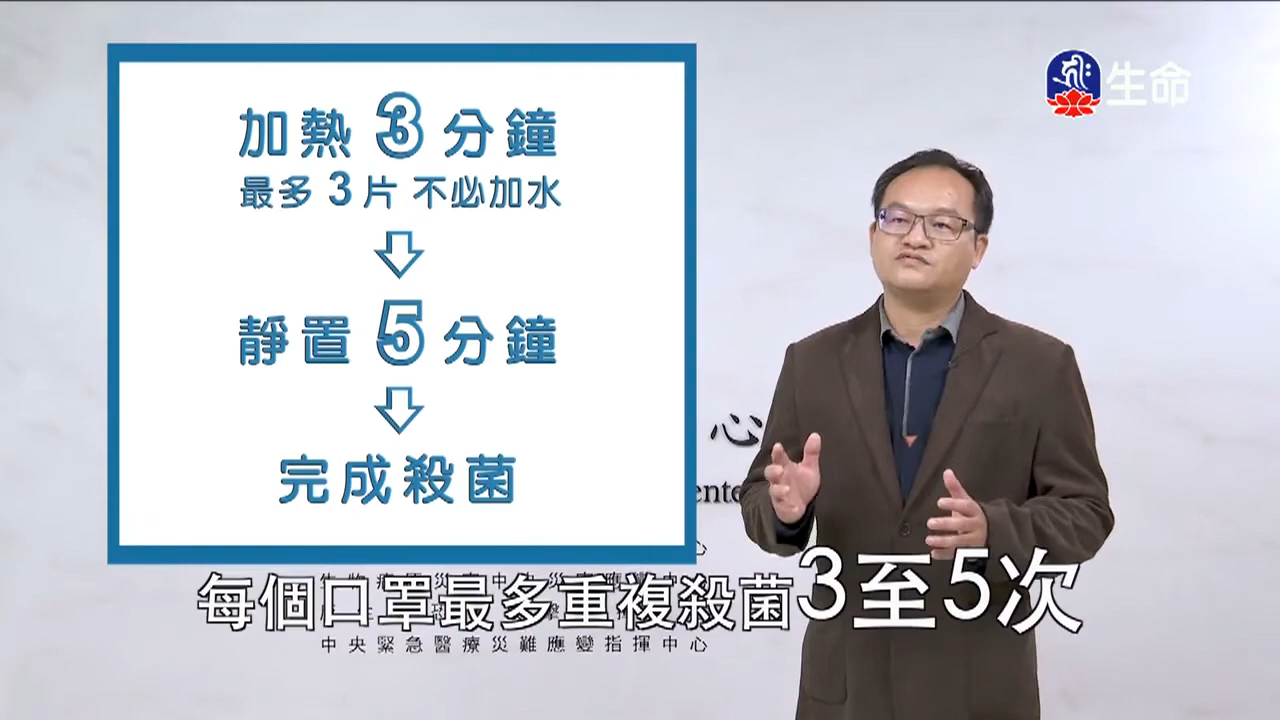 加熱3分鐘
最多3片 不必加水
靜置5分鐘
完成殺菌
生命
心
ente
每個口罩最多重複殺菌3至5次
中央緊急醫療災難應變指揮中心